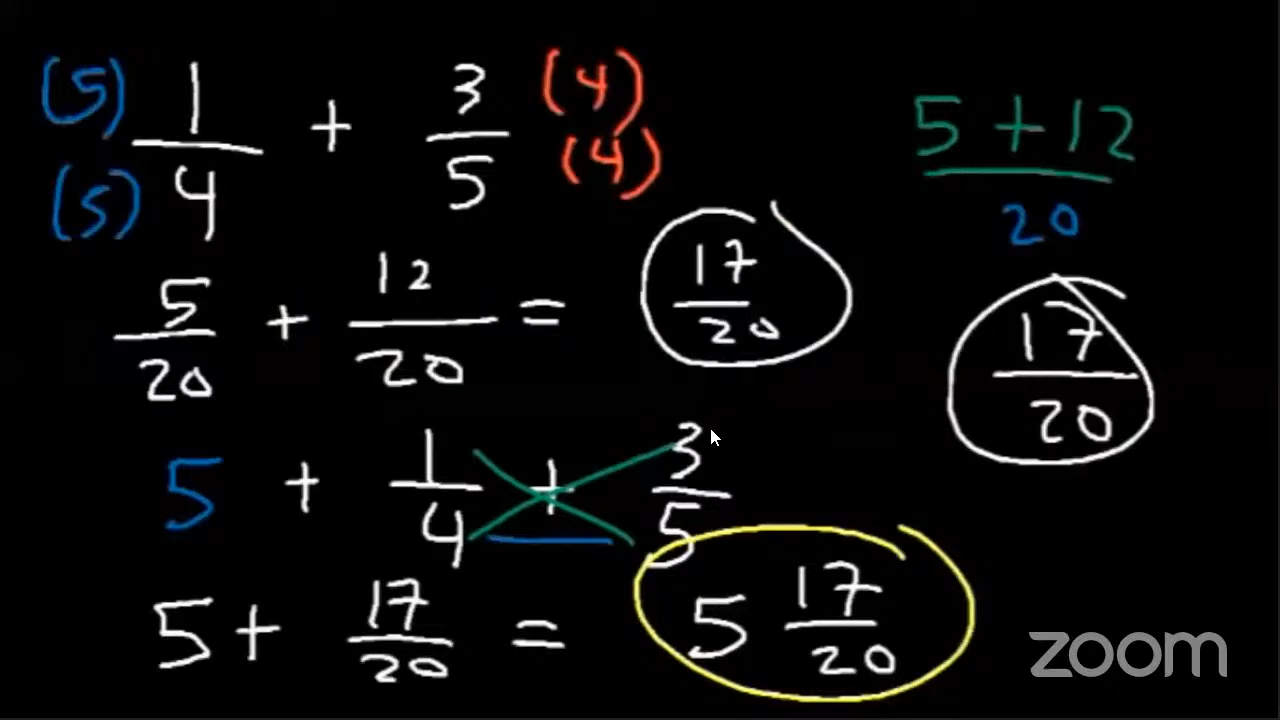 (5) 1/4 + 3/5 (4)
(5) (4)
5/20 + 12/20 = 17/20
5 + 1/4 + 3/5
5 + 17/20 = 5 17/20
5 + 12
20
17/20
zoom